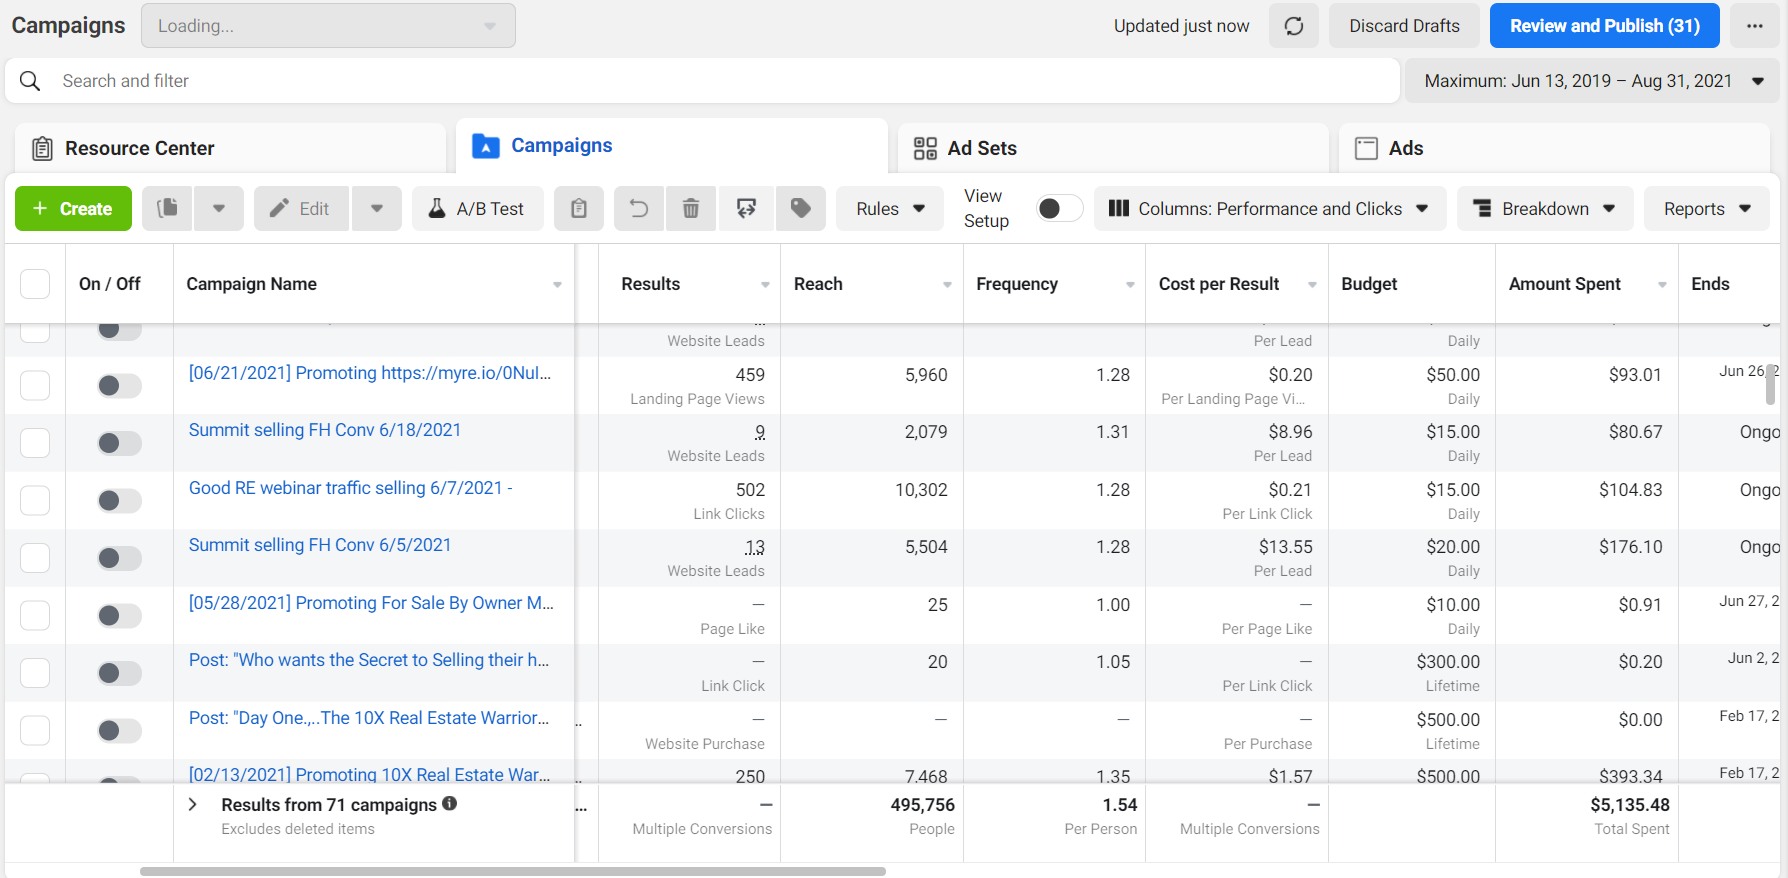 Campaigns Loading... Updated just now Discard Drafts Review and Publish (31) ...
Search and filter Maximum: Jun 13, 2019 – Aug 31, 2021
Resource Center Campaigns Ad Sets Ads
+ Create Edit A/B Test Rules View Setup Columns: Performance and Clicks Breakdown Reports
On / Off Campaign Name Results Reach Frequency Cost per Result Budget Amount Spent Ends
Website Leads Per Lead Daily
[06/21/2021] Promoting https://myre.io/0Nul... 459 5,960 1.28 $0.20 $50.00 $93.01 Jun 26, 2
Landing Page Views Per Landing Page Vi... Daily
Summit selling FH Conv 6/18/2021 9 2,079 1.31 $8.96 $15.00 $80.67 Ongo
Website Leads Per Lead Daily
Good RE webinar traffic selling 6/7/2021 - 502 10,302 1.28 $0.21 $15.00 $104.83 Ongo
Link Clicks Per Link Click Daily
Summit selling FH Conv 6/5/2021 13 5,504 1.28 $13.55 $20.00 $176.10 Ongo
Website Leads Per Lead Daily
[05/28/2021] Promoting For Sale By Owner M... — 25 1.00 — $10.00 $0.91 Jun 27, 2
Page Like Per Page Like Daily
Post: "Who wants the Secret to Selling their h... — 20 1.05 — $300.00 $0.20 Jun 2, 2
Link Click Per Link Click Lifetime
Post: "Day One.,..The 10X Real Estate Warrior... .. — — — — $500.00 $0.00 Feb 17, 2
Website Purchase Per Purchase Lifetime
[02/13/2021] Promoting 10X Real Estate War... .. 250 7,468 1.35 $1.57 $500.00 $393.34 Feb 17, 2
Results from 71 campaigns ... — 495,756 1.54 — $5,135.48
Excludes deleted items Multiple Conversions People Per Person Multiple Conversions Total Spent